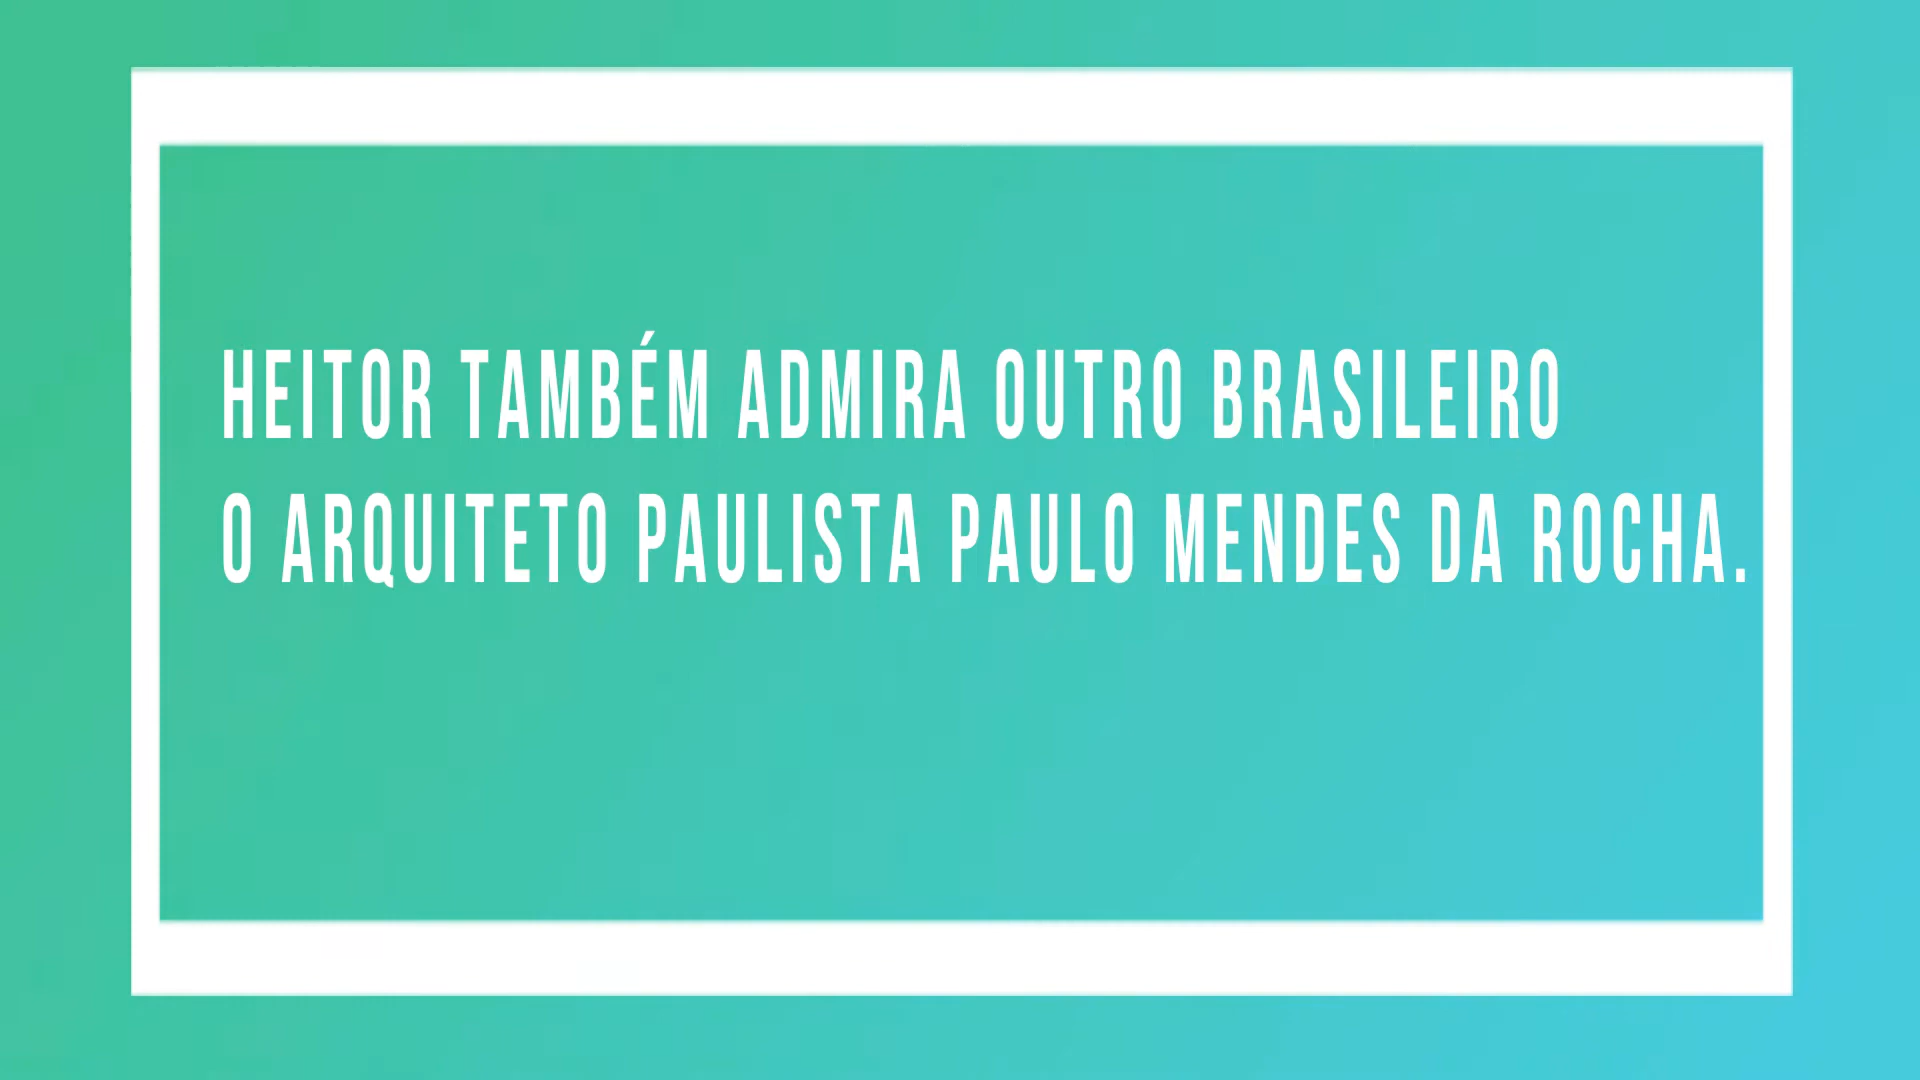 HEITOR TAMBÉM ADMIRA OUTRO BRASILEIRO
O ARQUITETO PAULISTA PAULO MENDES DA ROCHA.